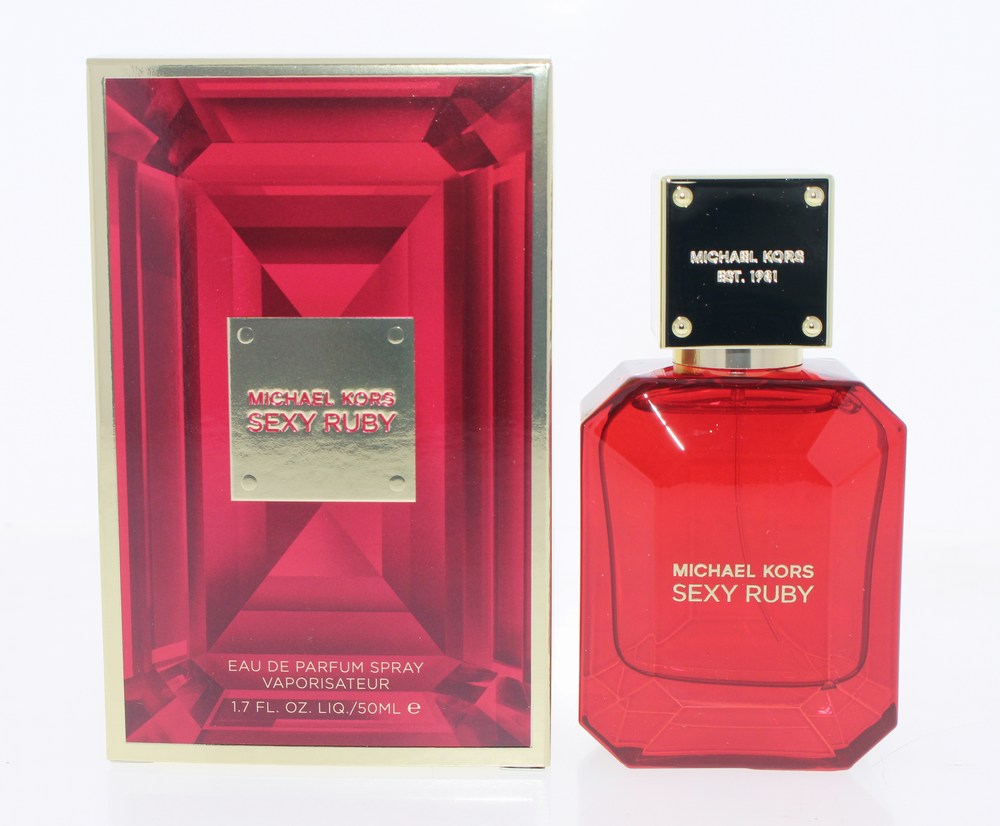 MICHAEL KORS
SEXY RUBY
EAU DE PARFUM SPRAY
VAPORISATEUR
1.7 FL. OZ. LIQ./50ML ℮
MICHAEL KORS
EST. 1981
MICHAEL KORS
SEXY RUBY